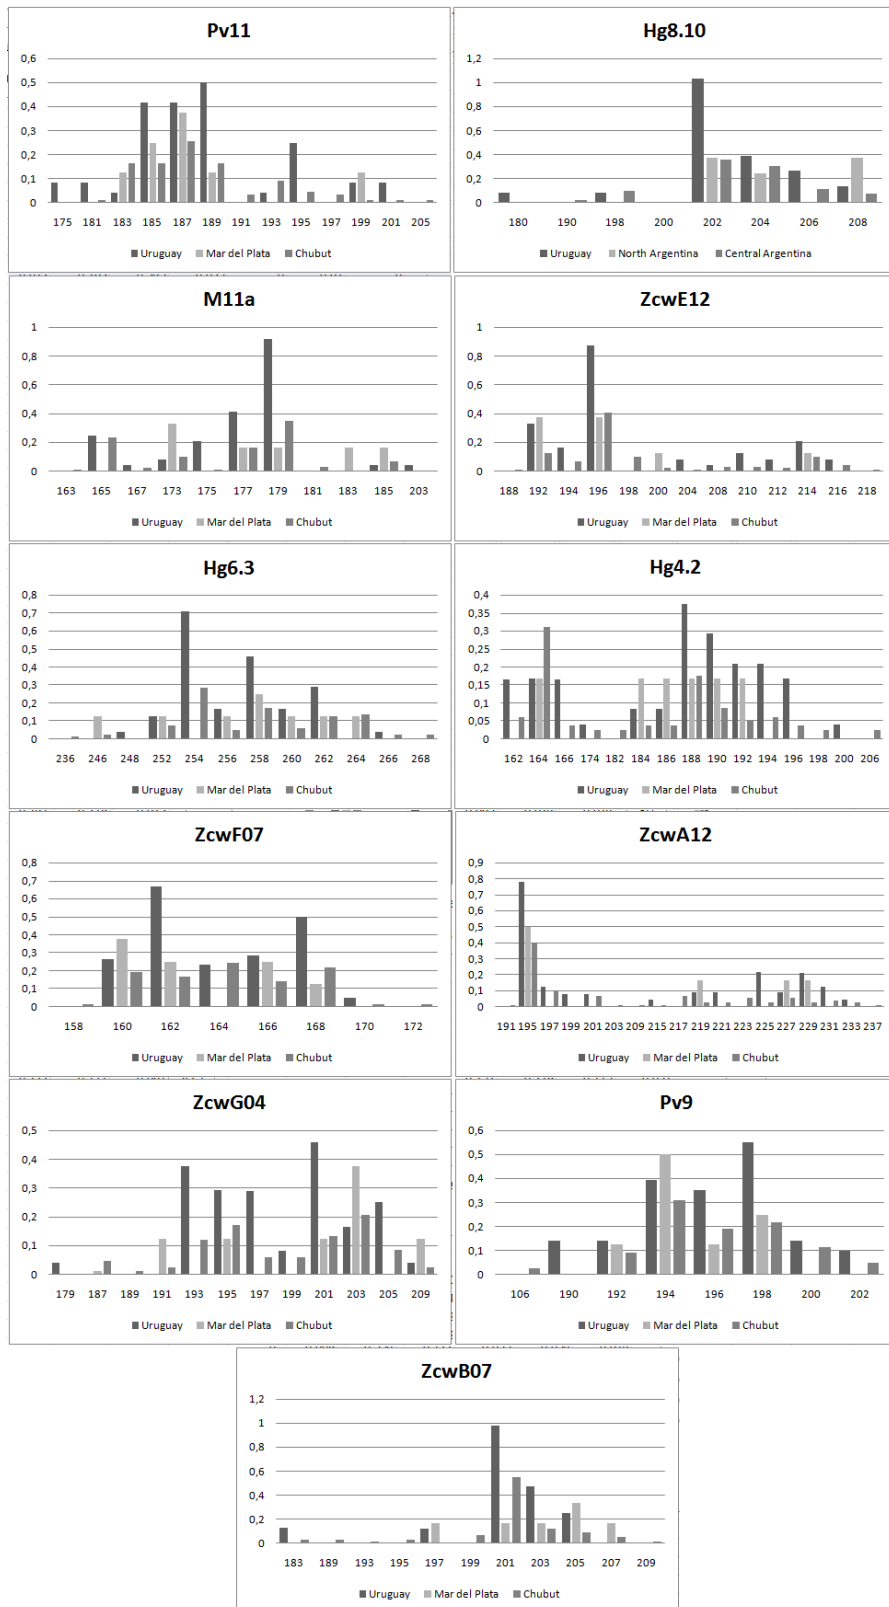 Pv11
0,6
0,5
0,4
0,3
0,2
0,1
0
175 181 183 185 187 189 191 193 195 197 199 201 205
Uruguay Mar del Plata Chubut
Hg8.10
1,2
1
0,8
0,6
0,4
0,2
0
180 190 198 200 202 204 206 208
Uruguay North Argentina Central Argentina
M11a
1
0,8
0,6
0,4
0,2
0
163 165 167 173 175 177 179 181 183 185 203
Uruguay Mar del Plata Chubut
ZcwE12
1
0,8
0,6
0,4
0,2
0
188 192 194 196 198 200 204 208 210 212 214 216 218
Uruguay Mar del Plata Chubut
Hg6.3
0,8
0,7
0,6
0,5
0,4
0,3
0,2
0,1
0
236 246 248 252 254 256 258 260 262 264 266 268
Uruguay Mar del Plata Chubut
Hg4.2
0,4
0,35
0,3
0,25
0,2
0,15
0,1
0,05
0
162 164 166 174 182 184 186 188 190 192 194 196 198 200 206
Uruguay Mar del Plata Chubut
ZcwF07
0,8
0,7
0,6
0,5
0,4
0,3
0,2
0,1
0
158 160 162 164 166 168 170 172
Uruguay Mar del Plata Chubut
ZcwA12
0,9
0,8
0,7
0,6
0,5
0,4
0,3
0,2
0,1
0
191 195 197 199 201 203 209 215 217 219 221 223 225 227 229 231 233 237
Uruguay Mar del Plata Chubut
ZcwG04
0,5
0,4
0,3
0,2
0,1
0
179 187 189 191 193 195 197 199 201 203 205 209
Uruguay Mar del Plata Chubut
Pv9
0,6
0,5
0,4
0,3
0,2
0,1
0
106 190 192 194 196 198 200 202
Uruguay Mar del Plata Chubut
ZcwB07
1,2
1
0,8
0,6
0,4
0,2
0
183 189 193 195 197 199 201 203 205 207 209
Uruguay Mar del Plata Chubut